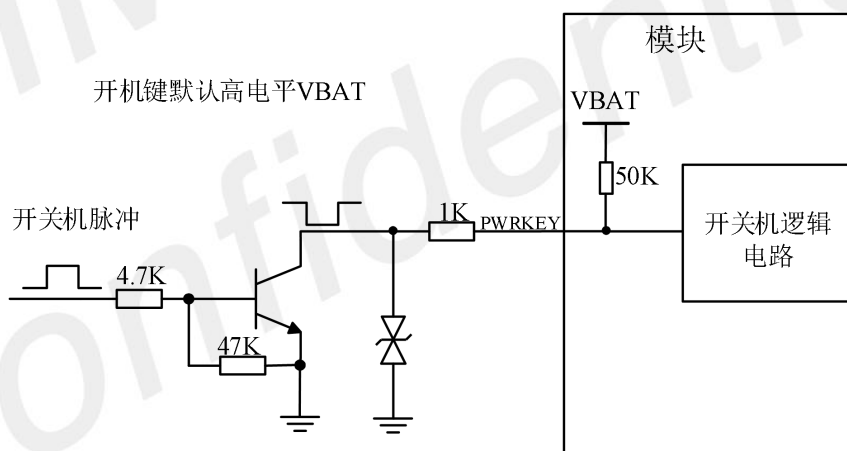 模块
开机键默认高电平VBAT
VBAT
50K
开关机脉冲
1K
PWRKEY
开关机逻辑
电路
4.7K
47K
onfidenti